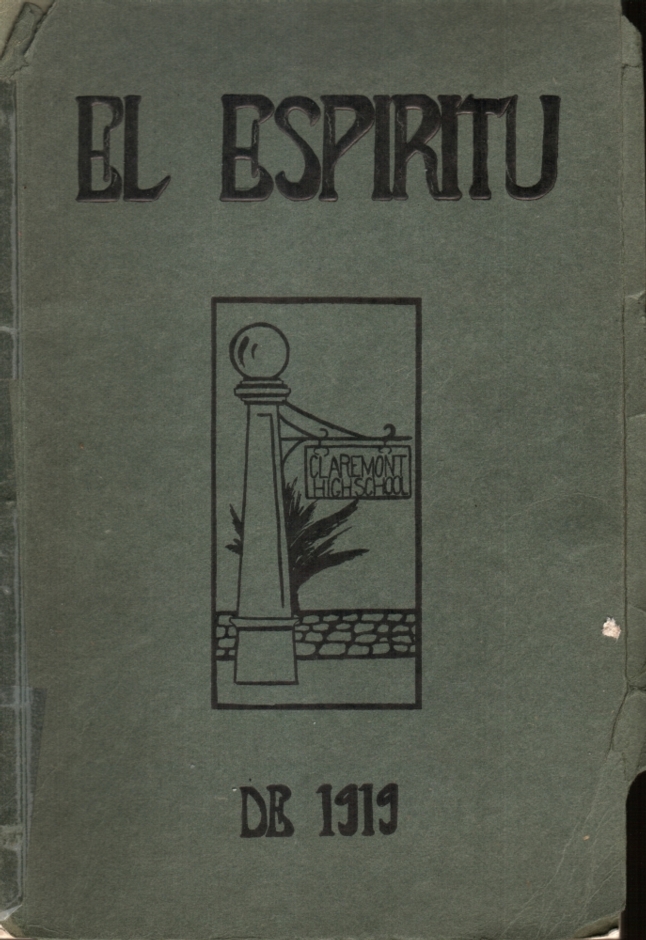 EL ESPIRITU
CLAREMONT
HIGH SCHOOL
DE 1919